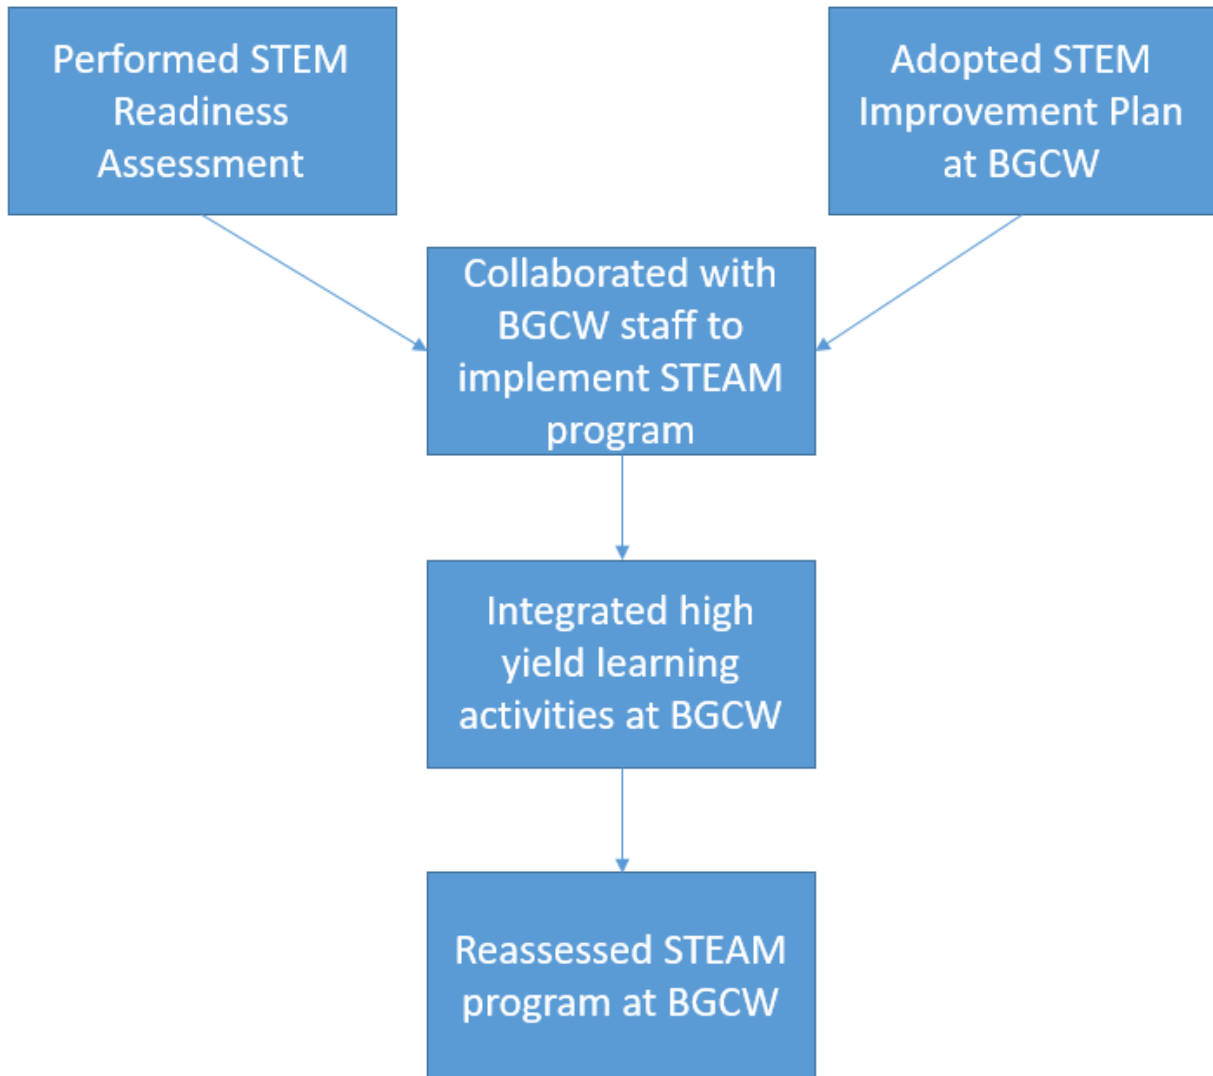 Performed STEM
Readiness
Assessment
Adopted STEM
Improvement Plan
at BGCW
Collaborated with
BGCW staff to
implement STEAM
program
Integrated high
yield learning
activities at BGCW
Reassessed STEAM
program at BGCW